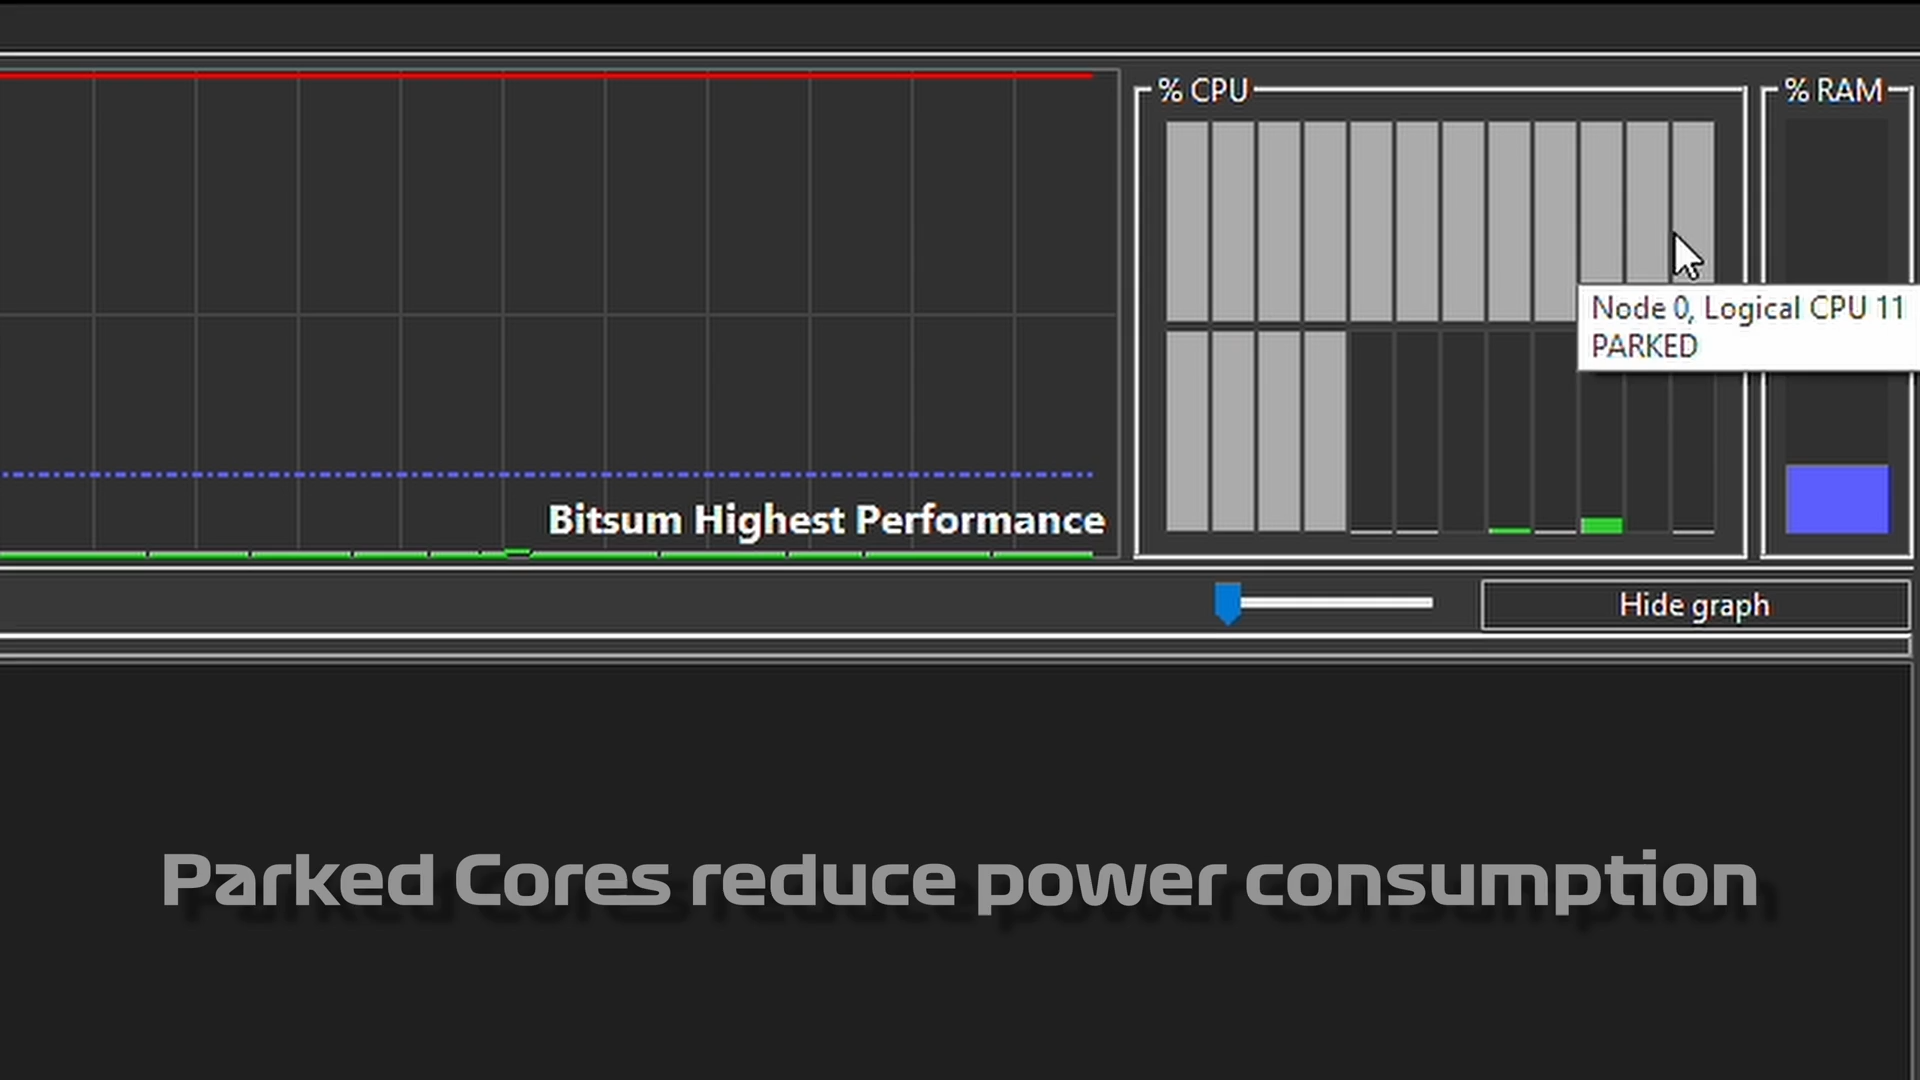 % CPU
% RAM
Node 0, Logical CPU 11
PARKED
Bitsum Highest Performance
Hide graph
Parked Cores reduce power consumption